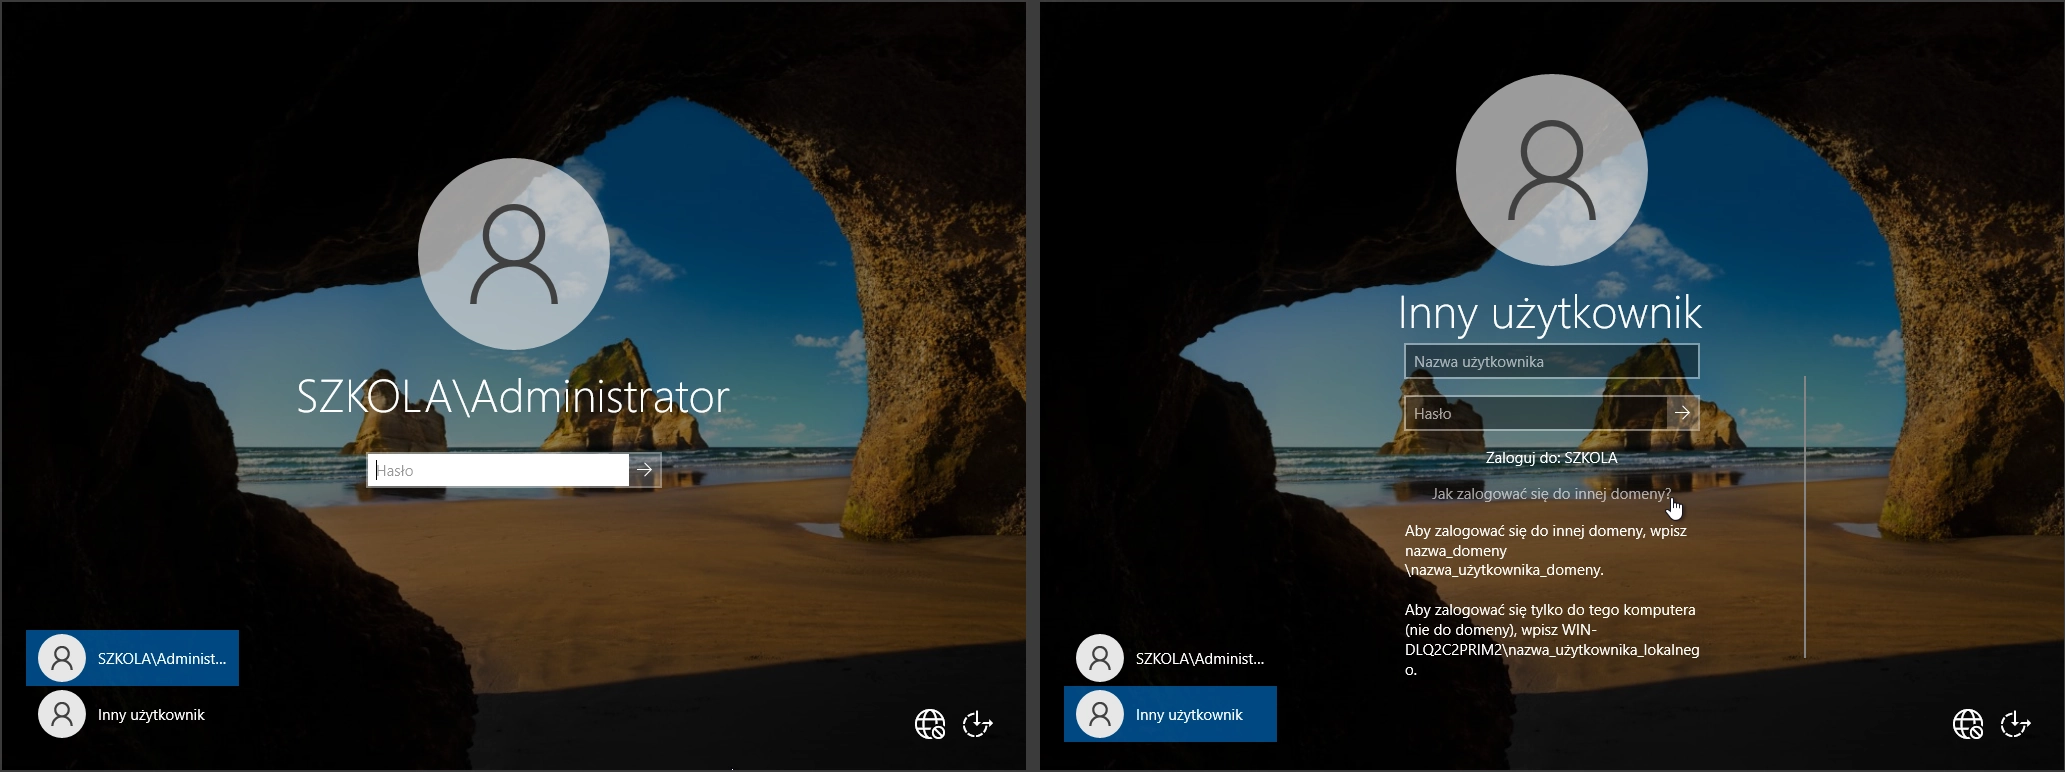 SZKOLA\Administrator
Hasło
SZKOLA\Administ...
Inny użytkownik
Inny użytkownik
Nazwa użytkownika
Hasło
Zaloguj do: SZKOLA
Jak zalogować się do innej domeny?
Aby zalogować się do innej domeny, wpisz
nazwa_domeny
\nazwa_użytkownika_domeny.
Aby zalogować się tylko do tego komputera
(nie do domeny), wpisz WIN-
DLQ2C2PRIM2\nazwa_użytkownika_lokalneg
o.
SZKOLA\Administ...
Inny użytkownik